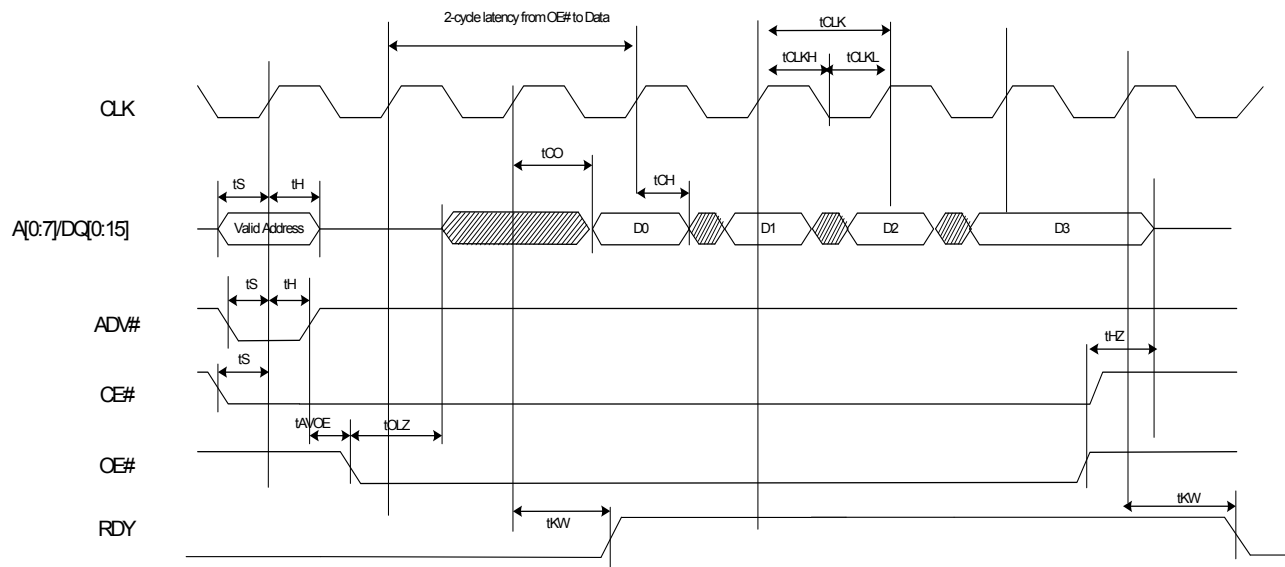 2-cycle latency from OE# to Data
tCLK
tCLKH
tCLKL
CLK
tCO
tCH
tS
tH
A[0:7]/DQ[0:15]
Valid Address
D0
D1
D2
D3
tS
tH
ADV#
tHZ
tS
CE#
tAVOE
tOLZ
OE#
tKW
tKW
RDY